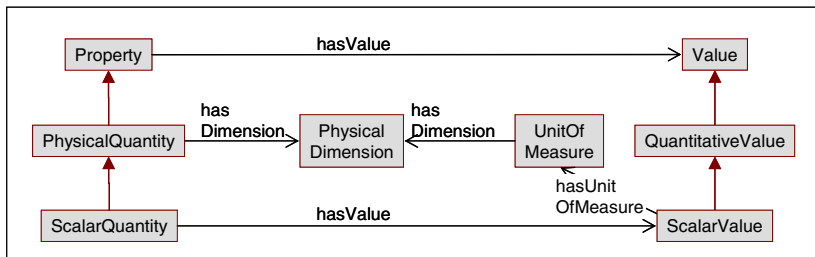 Property
hasValue
Value
has
Dimension
has
Dimension
PhysicalQuantity
Physical
Dimension
UnitOf
Measure
QuantitativeValue
hasUnit
OfMeasure
ScalarQuantity
hasValue
ScalarValue